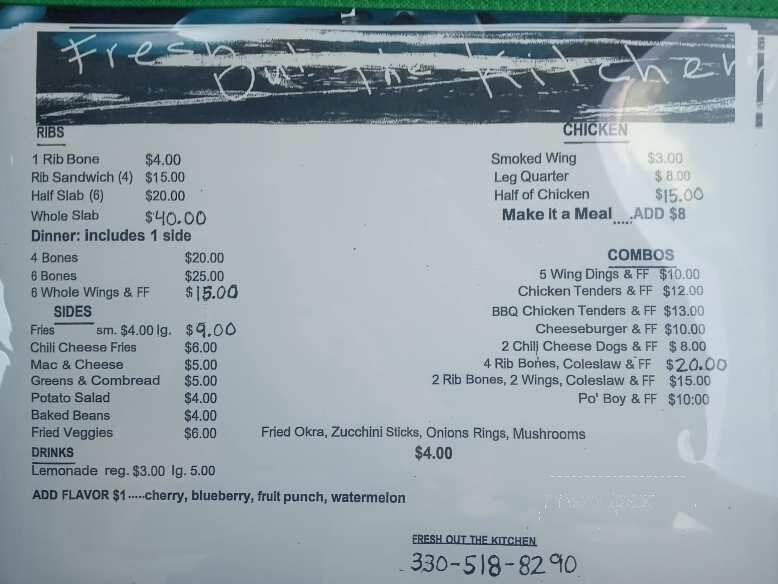 Fresh Out The Kitchen
RIBS
1 Rib Bone $4.00
Rib Sandwich (4) $15.00
Half Slab (6) $20.00
Whole Slab $40.00
Dinner: includes 1 side
4 Bones $20.00
6 Bones $25.00
6 Whole Wings & FF $15.00
SIDES
Fries sm. $4.00 lg. $9.00
Chili Cheese Fries $6.00
Mac & Cheese $5.00
Greens & Cornbread $5.00
Potato Salad $4.00
Baked Beans $4.00
Fried Veggies $6.00 Fried Okra, Zucchini Sticks, Onions Rings, Mushrooms
$4.00
DRINKS
Lemonade reg. $3.00 lg. 5.00
ADD FLAVOR $1.....cherry, blueberry, fruit punch, watermelon
CHICKEN
Smoked Wing $3.00
Leg Quarter $8.00
Half of Chicken $15.00
Make it a Meal.....ADD $8
COMBOS
5 Wing Dings & FF $10.00
Chicken Tenders & FF $12.00
BBQ Chicken Tenders & FF $13.00
Cheeseburger & FF $10.00
2 Chili Cheese Dogs & FF $8.00
4 Rib Bones, Coleslaw & FF $20.00
2 Rib Bones, 2 Wings, Coleslaw & FF $15.00
Po' Boy & FF $10:00
FRESH OUT THE KITCHEN
330-518-8290